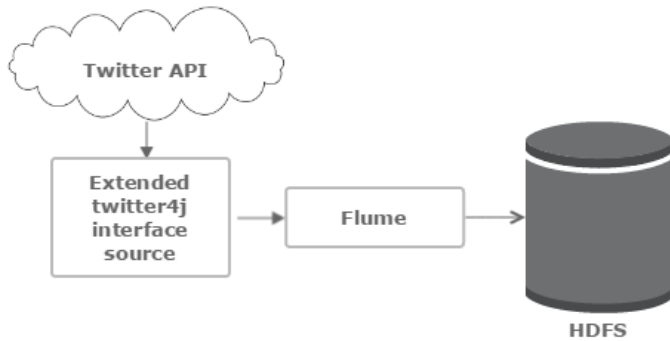 Twitter API
Extended
twitter4j
interface
source
Flume
HDFS